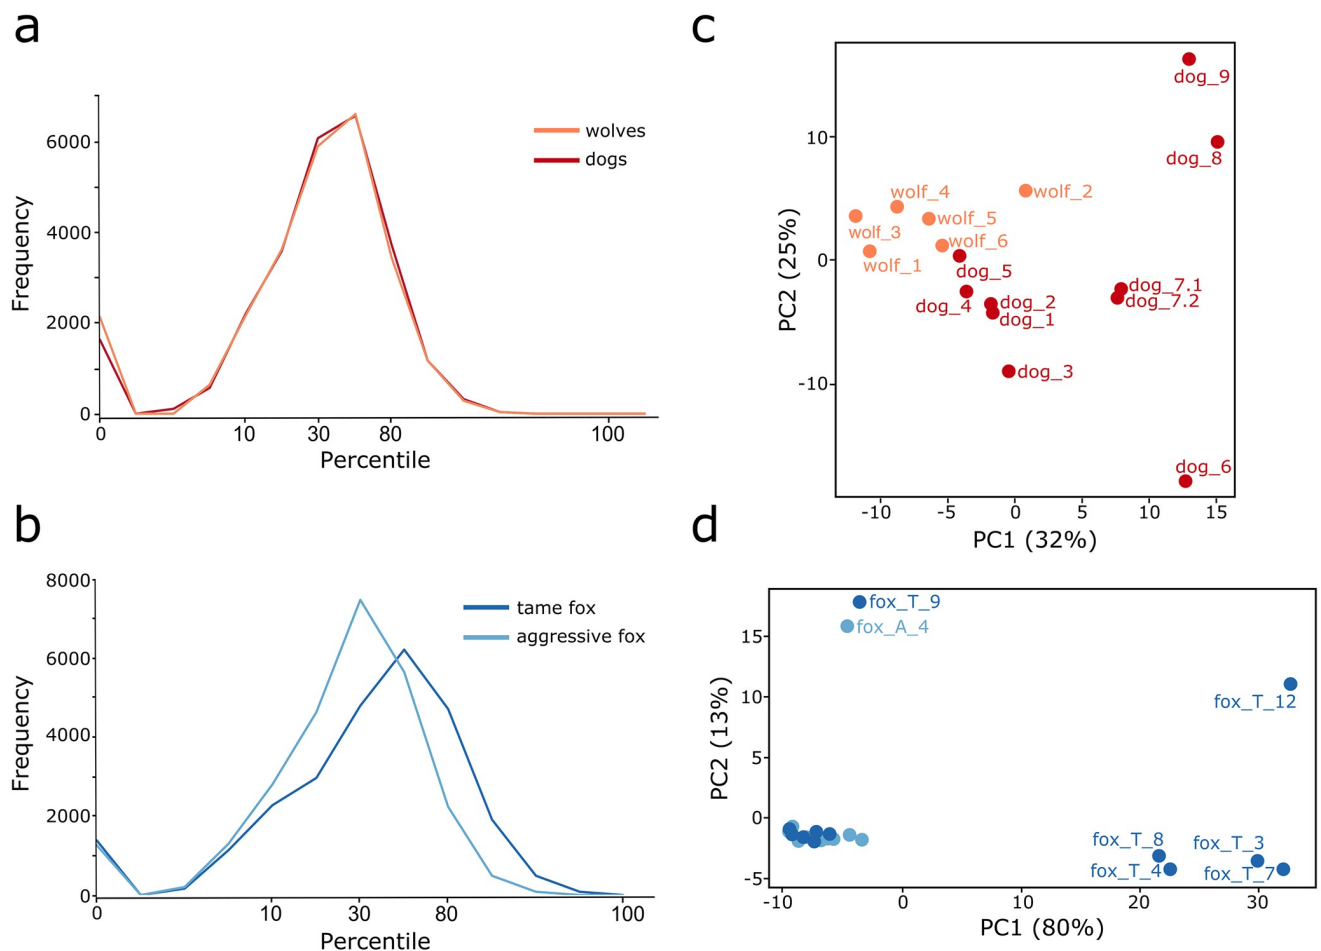 a
6000
4000
2000
0
Frequency
wolves
dogs
0
10
30
80
100
Percentile
b
8000
6000
4000
2000
0
Frequency
tame fox
aggressive fox
0
10
30
80
100
Percentile
c
10
0
-10
PC2 (25%)
dog_9
dog_8
wolf_4
wolf_2
wolf_5
wolf_3
wolf_6
wolf_1
dog_5
dog_7.1
dog_7.2
dog_4
dog_2
dog_1
dog_3
dog_6
-10
-5
0
5
10
15
PC1 (32%)
d
15
10
5
0
-5
PC2 (13%)
fox_T_9
fox_A_4
fox_T_12
fox_T_8
fox_T_3
fox_T_4
fox_T_7
-10
0
10
20
30
PC1 (80%)